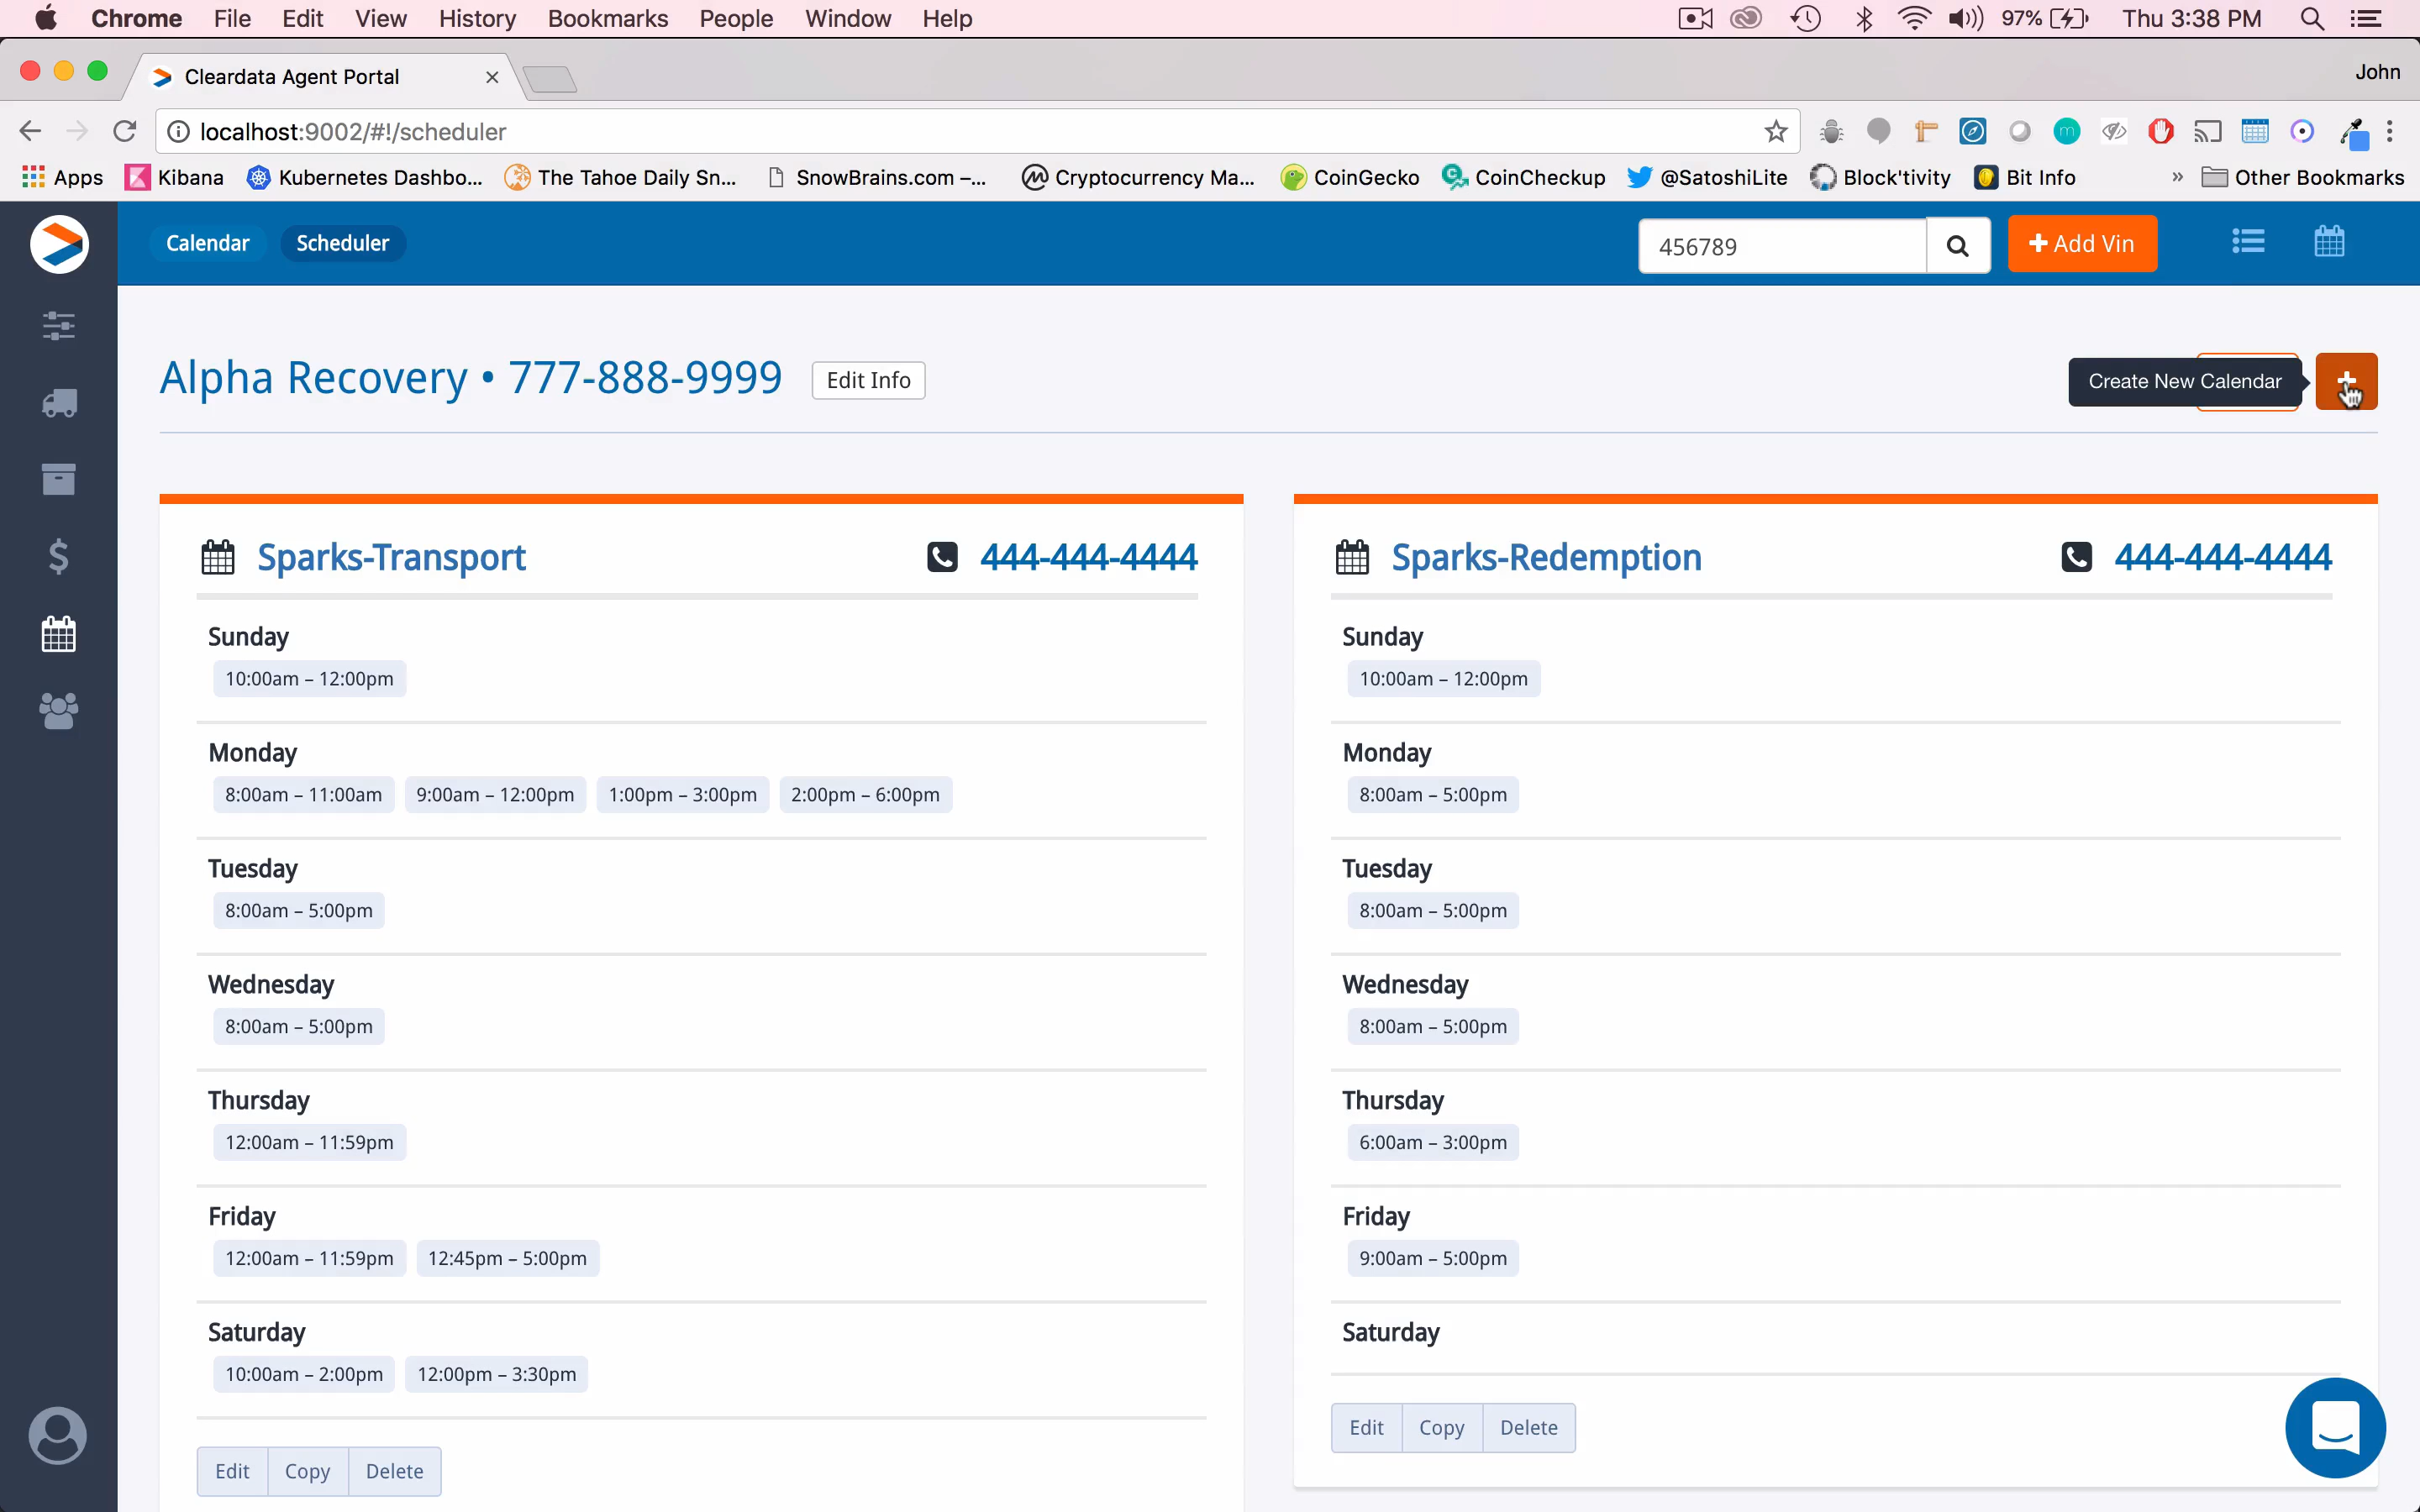 Chrome File Edit View History Bookmarks People Window Help 97% Thu 3:38 PM
Cleardata Agent Portal John
localhost:9002/#!/scheduler
Apps Kibana Kubernetes Dashbo... The Tahoe Daily Sn... SnowBrains.com –... Cryptocurrency Ma... CoinGecko CoinCheckup @SatoshiLite Block'tivity Bit Info » Other Bookmarks
Calendar Scheduler 456789 Add Vin
Alpha Recovery • 777-888-9999 Edit Info Create New Calendar
Sparks-Transport 444-444-4444
Sunday
10:00am – 12:00pm
Monday
8:00am – 11:00am 9:00am – 12:00pm 1:00pm – 3:00pm 2:00pm – 6:00pm
Tuesday
8:00am – 5:00pm
Wednesday
8:00am – 5:00pm
Thursday
12:00am – 11:59pm
Friday
12:00am – 11:59pm 12:45pm – 5:00pm
Saturday
10:00am – 2:00pm 12:00pm – 3:30pm
Edit Copy Delete
Sparks-Redemption 444-444-4444
Sunday
10:00am – 12:00pm
Monday
8:00am – 5:00pm
Tuesday
8:00am – 5:00pm
Wednesday
8:00am – 5:00pm
Thursday
6:00am – 3:00pm
Friday
9:00am – 5:00pm
Saturday
Edit Copy Delete